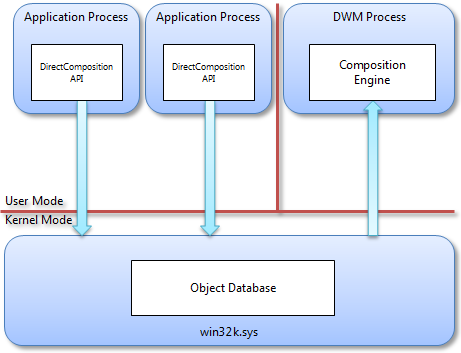 Application Process
Application Process
DWM Process
DirectComposition
API
DirectComposition
API
Composition
Engine
User Mode
Kernel Mode
Object Database
win32k.sys